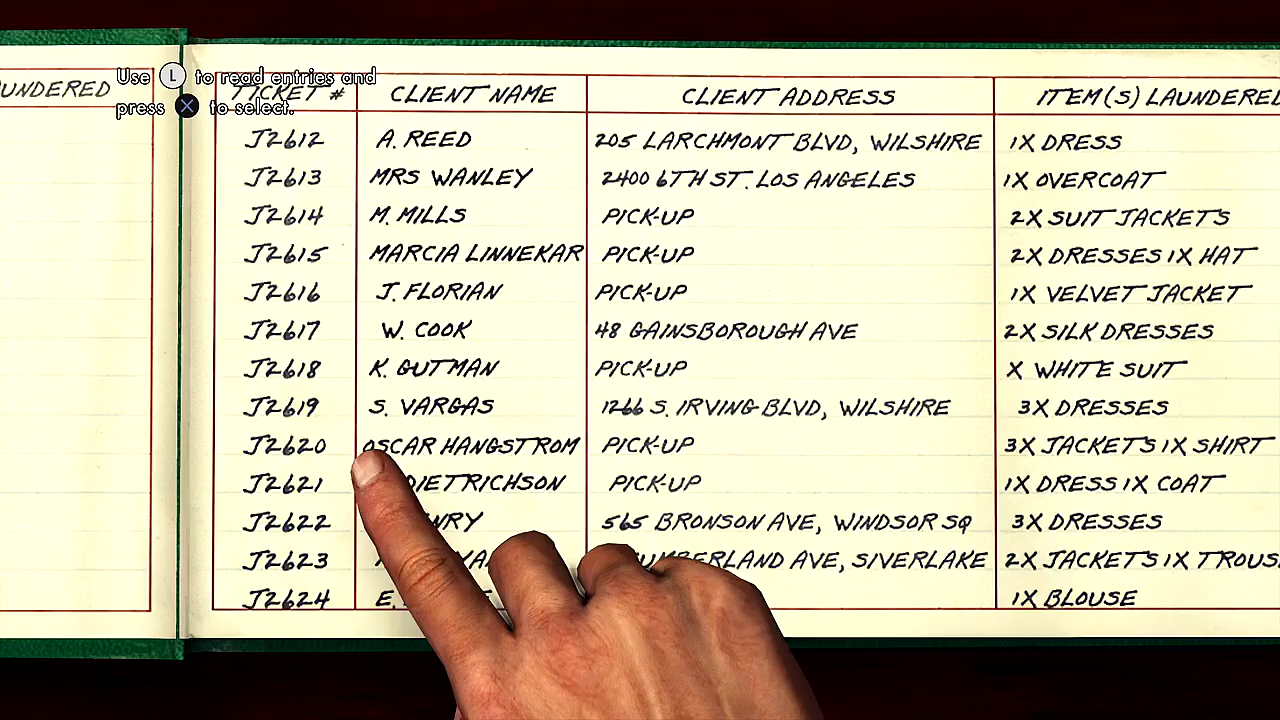 Use L to read entries and
press X to select.
UNDERED
TICKET # CLIENT NAME CLIENT ADDRESS ITEM(S) LAUNDERED
J2612 A. REED 205 LARCHMONT BLVD, WILSHIRE 1X DRESS
J2613 MRS WANLEY 2400 6TH ST. LOS ANGELES 1X OVERCOAT
J2614 M. MILLS PICK-UP 2X SUIT JACKETS
J2615 MARCIA LINNEKAR PICK-UP 2X DRESSES 1X HAT
J2616 J. FLORIAN PICK-UP 1X VELVET JACKET
J2617 W. COOK 48 GAINSBOROUGH AVE 2X SILK DRESSES
J2618 K. GUTMAN PICK-UP X WHITE SUIT
J2619 S. VARGAS 1266 S. IRVING BLVD, WILSHIRE 3X DRESSES
J2620 OSCAR HANGSTROM PICK-UP 3X JACKETS 1X SHIRT
J2621 DIETRICHSON PICK-UP 1X DRESS 1X COAT
J2622 565 BRONSON AVE, WINDSOR SQ 3X DRESSES
J2623 AVE, SIVERLAKE 2X JACKETS 1X TROUS
J2624 E. 1X BLOUSE